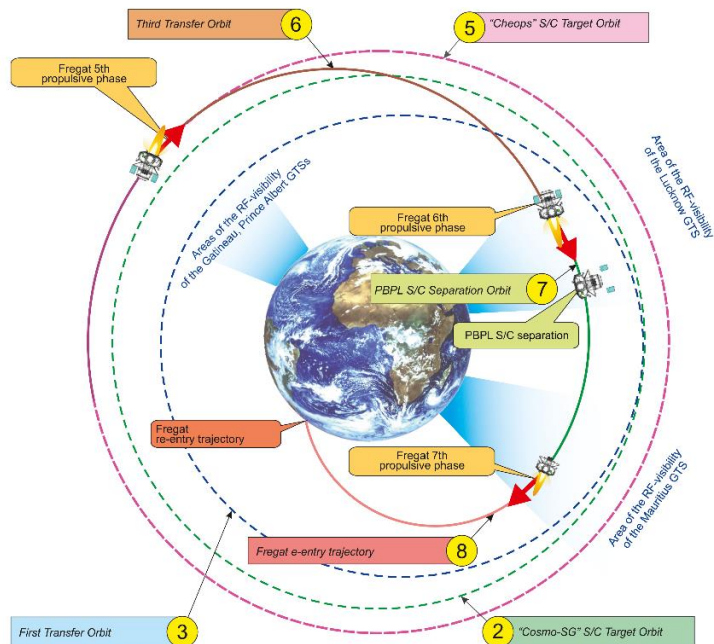 Third Transfer Orbit
6
5
"Cheops" S/C Target Orbit
Fregat 5th
propulsive phase
Areas of the RF-visibility
of the Gatineau, Prince Albert GTSs
Area of the RF-visibility
of the Lucknow GTS
Fregat 6th
propulsive phase
PBPL S/C Separation Orbit
7
PBPL S/C separation
Fregat
re-entry trajectory
Fregat 7th
propulsive phase
Area of the RF-visibility
of the Mauritius GTS
Fregat e-entry trajectory
8
First Transfer Orbit
3
2
"Cosmo-SG" S/C Target Orbit